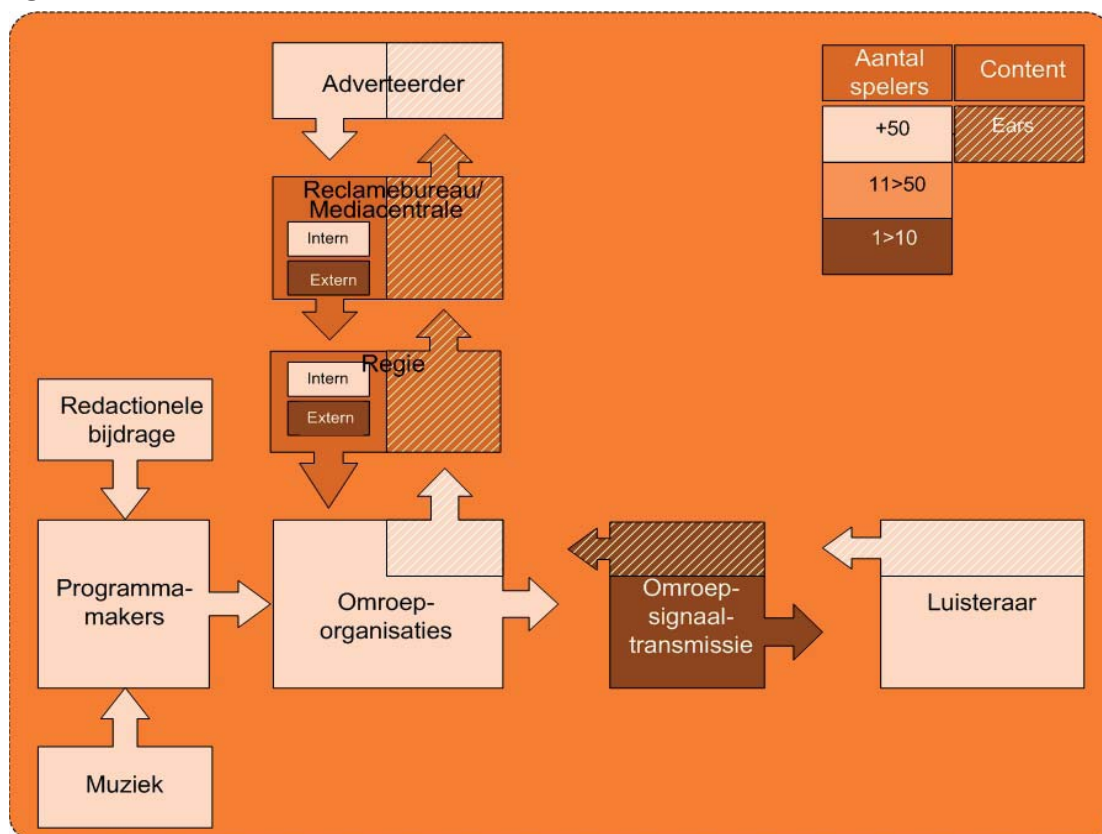 Adverteerder
Aantal
spelers
Content
+50
Ears
11>50
1>10
Reclamebureau/
Mediacentrale
Intern
Extern
Regie
Intern
Extern
Redactionele
bijdrage
Programma-
makers
Omroep-
organisaties
Omroep-
signaal-
transmissie
Luisteraar
Muziek